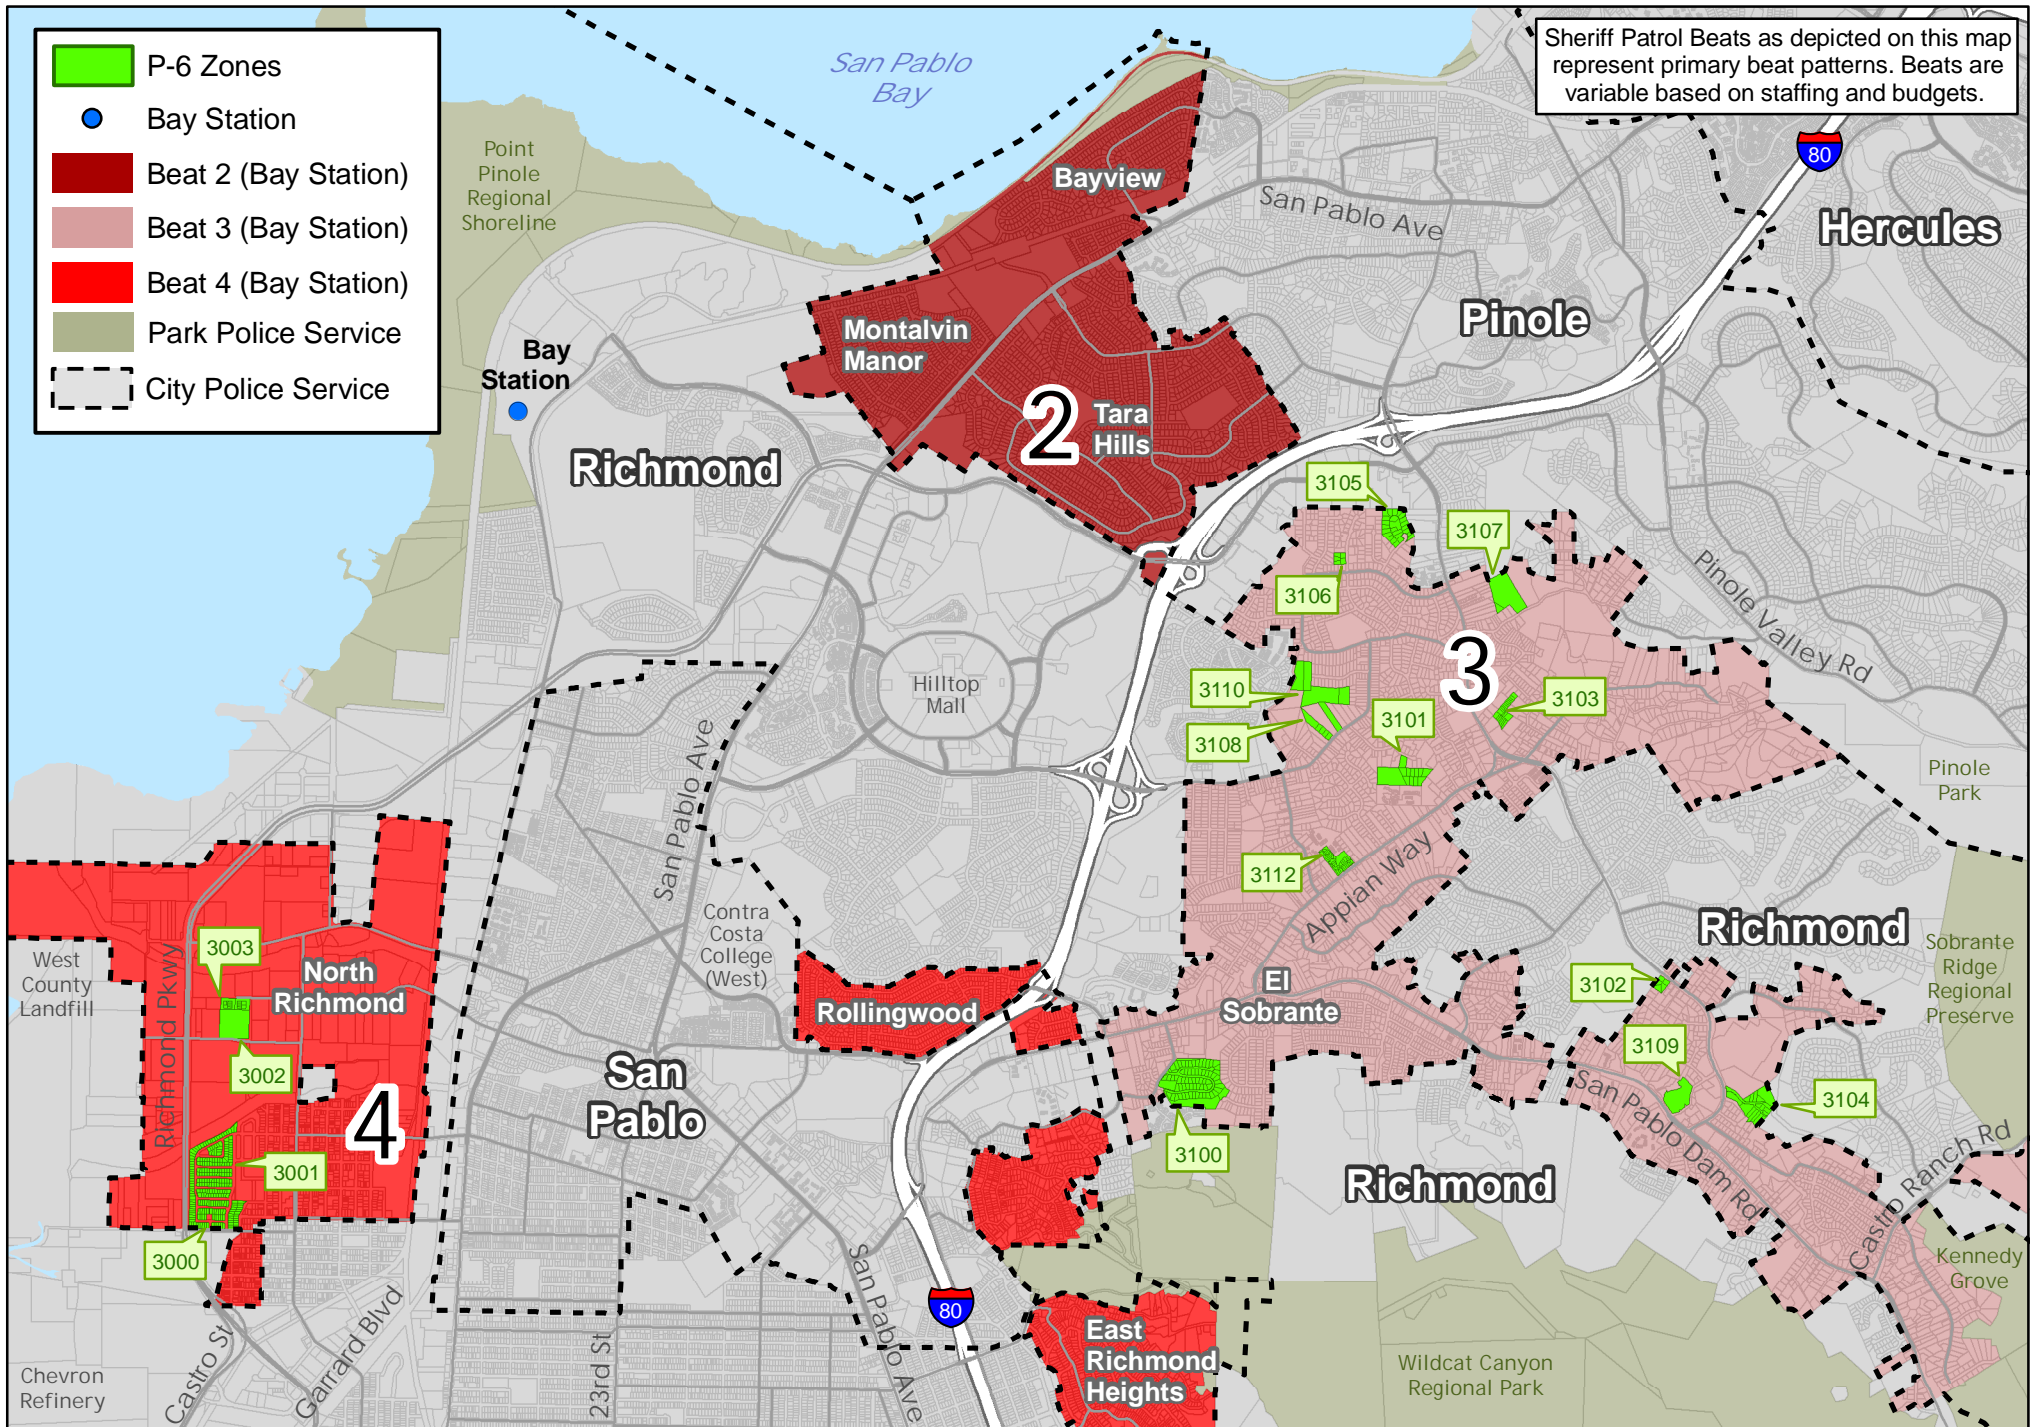 P-6 Zones
Bay Station
Beat 2 (Bay Station)
Beat 3 (Bay Station)
Beat 4 (Bay Station)
Park Police Service
City Police Service
Sheriff Patrol Beats as depicted on this map
represent primary beat patterns. Beats are
variable based on staffing and budgets.
San Pablo
Bay
Point
Pinole
Regional
Shoreline
Bayview
San Pablo Ave
80
Hercules
Pinole
Montalvin
Manor
Bay
Station
Richmond
2
Tara
Hills
3105
3107
3106
Pinole Valley Rd
3
3110
3103
3101
3108
Hilltop
Mall
Pinole
Park
San Pablo Ave
3112
Appian Way
Contra
Costa
College
(West)
Richmond
Sobrante
Ridge
Regional
Preserve
West
County
Landfill
3003
North
Richmond
Richmond Pkwy
3002
Rollingwood
El
Sobrante
3102
3109
3104
San
Pablo
4
3001
3000
3100
Richmond
San Pablo Dam Rd
Castro Ranch Rd
Kennedy
Grove
San Pablo Ave
80
East
Richmond
Heights
Wildcat Canyon
Regional Park
Chevron
Refinery
Castro St
Garrard Blvd
23rd St